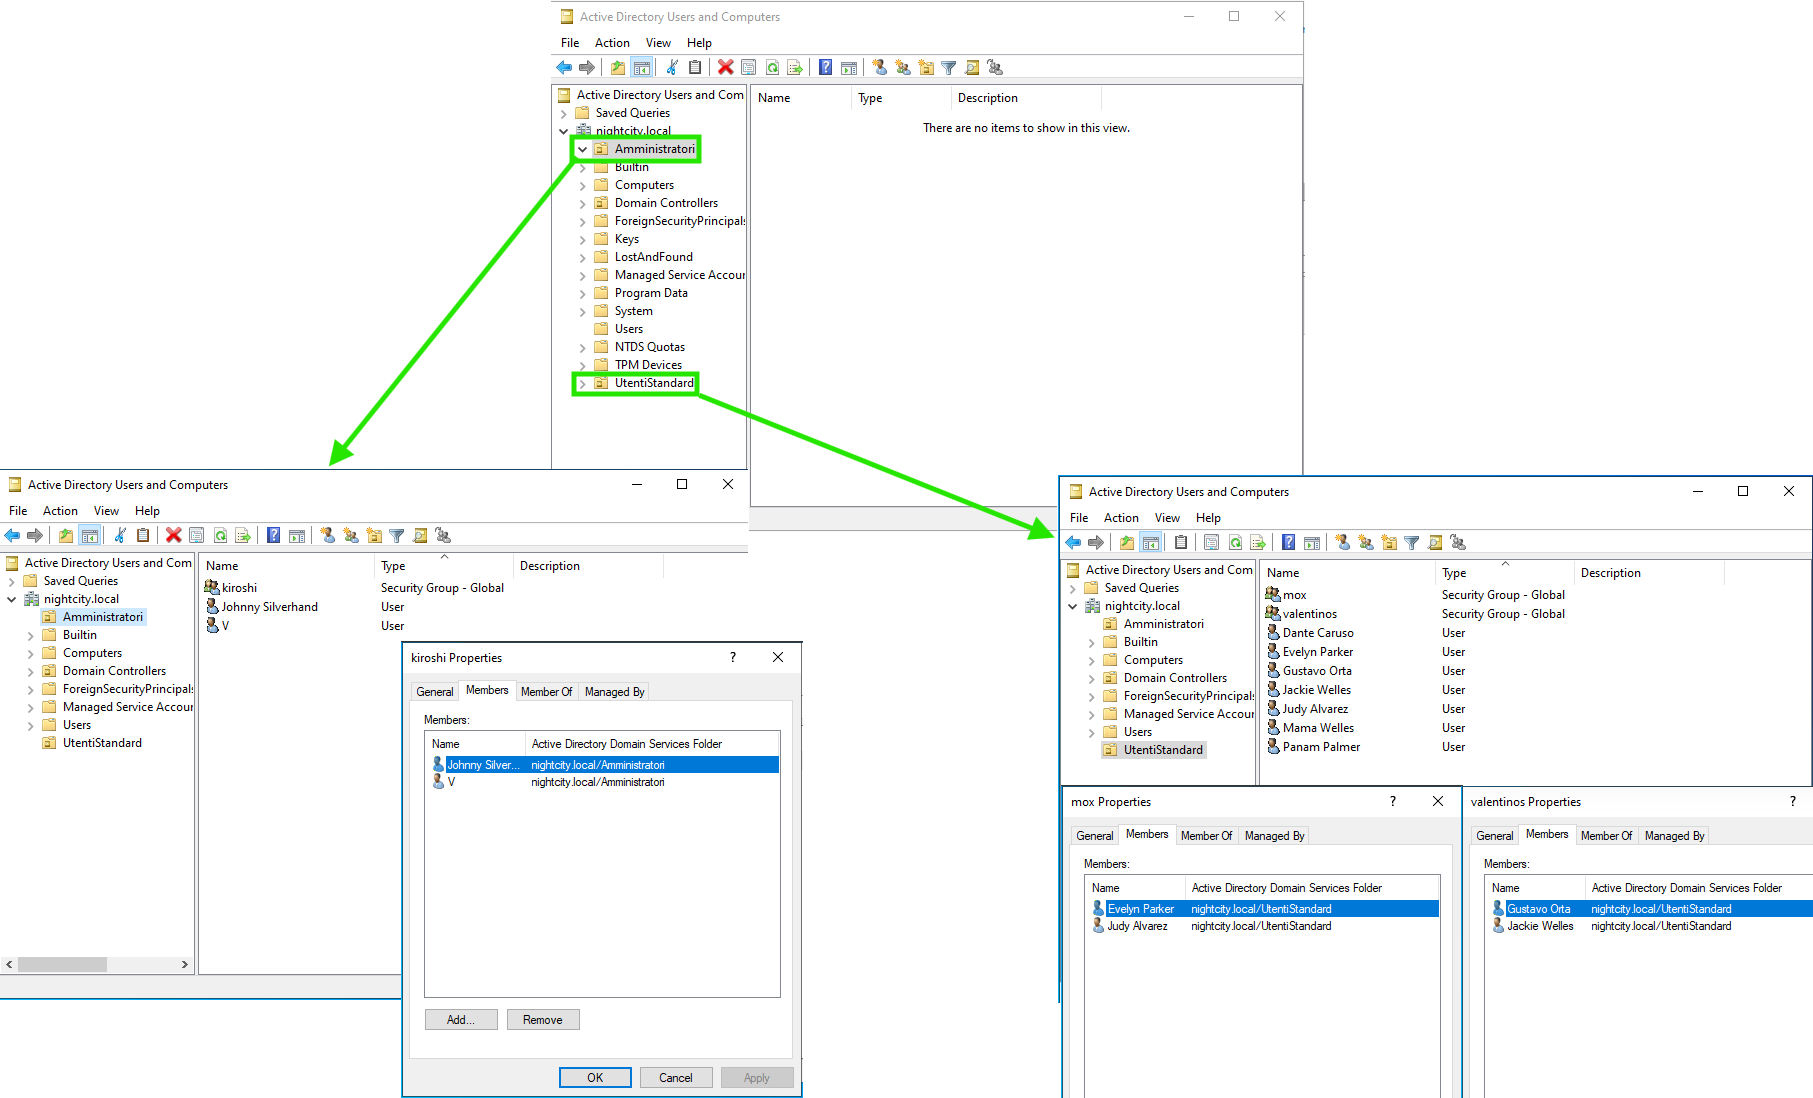 Active Directory Users and Computers
File Action View Help
Active Directory Users and Com
Saved Queries
nightcity.local
Amministratori
Builtin
Computers
Domain Controllers
ForeignSecurityPrincipals
Keys
LostAndFound
Managed Service Accour
Program Data
System
Users
NTDS Quotas
TPM Devices
UtentiStandard
Name Type Description
There are no items to show in this view.
Active Directory Users and Computers
File Action View Help
Active Directory Users and Com
Saved Queries
nightcity.local
Amministratori
Builtin
Computers
Domain Controllers
ForeignSecurityPrincipals
Managed Service Accour
Users
UtentiStandard
Name Type Description
kiroshi Security Group - Global
Johnny Silverhand User
V User
kiroshi Properties ?
General Members Member Of Managed By
Members:
Name Active Directory Domain Services Folder
Johnny Silver... nightcity.local/Amministratori
V nightcity.local/Amministratori
Add... Remove
OK Cancel Apply
Active Directory Users and Computers
File Action View Help
Active Directory Users and Com
Saved Queries
nightcity.local
Amministratori
Builtin
Computers
Domain Controllers
ForeignSecurityPrincipals
Managed Service Accour
Users
UtentiStandard
Name Type Description
mox Security Group - Global
valentinos Security Group - Global
Dante Caruso User
Evelyn Parker User
Gustavo Orta User
Jackie Welles User
Judy Alvarez User
Mama Welles User
Panam Palmer User
mox Properties ?
General Members Member Of Managed By
Members:
Name Active Directory Domain Services Folder
Evelyn Parker nightcity.local/UtentiStandard
Judy Alvarez nightcity.local/UtentiStandard
valentinos Properties ?
General Members Member Of Managed By
Members:
Name Active Directory Domain Services Folder
Gustavo Orta nightcity.local/UtentiStandard
Jackie Welles nightcity.local/UtentiStandard